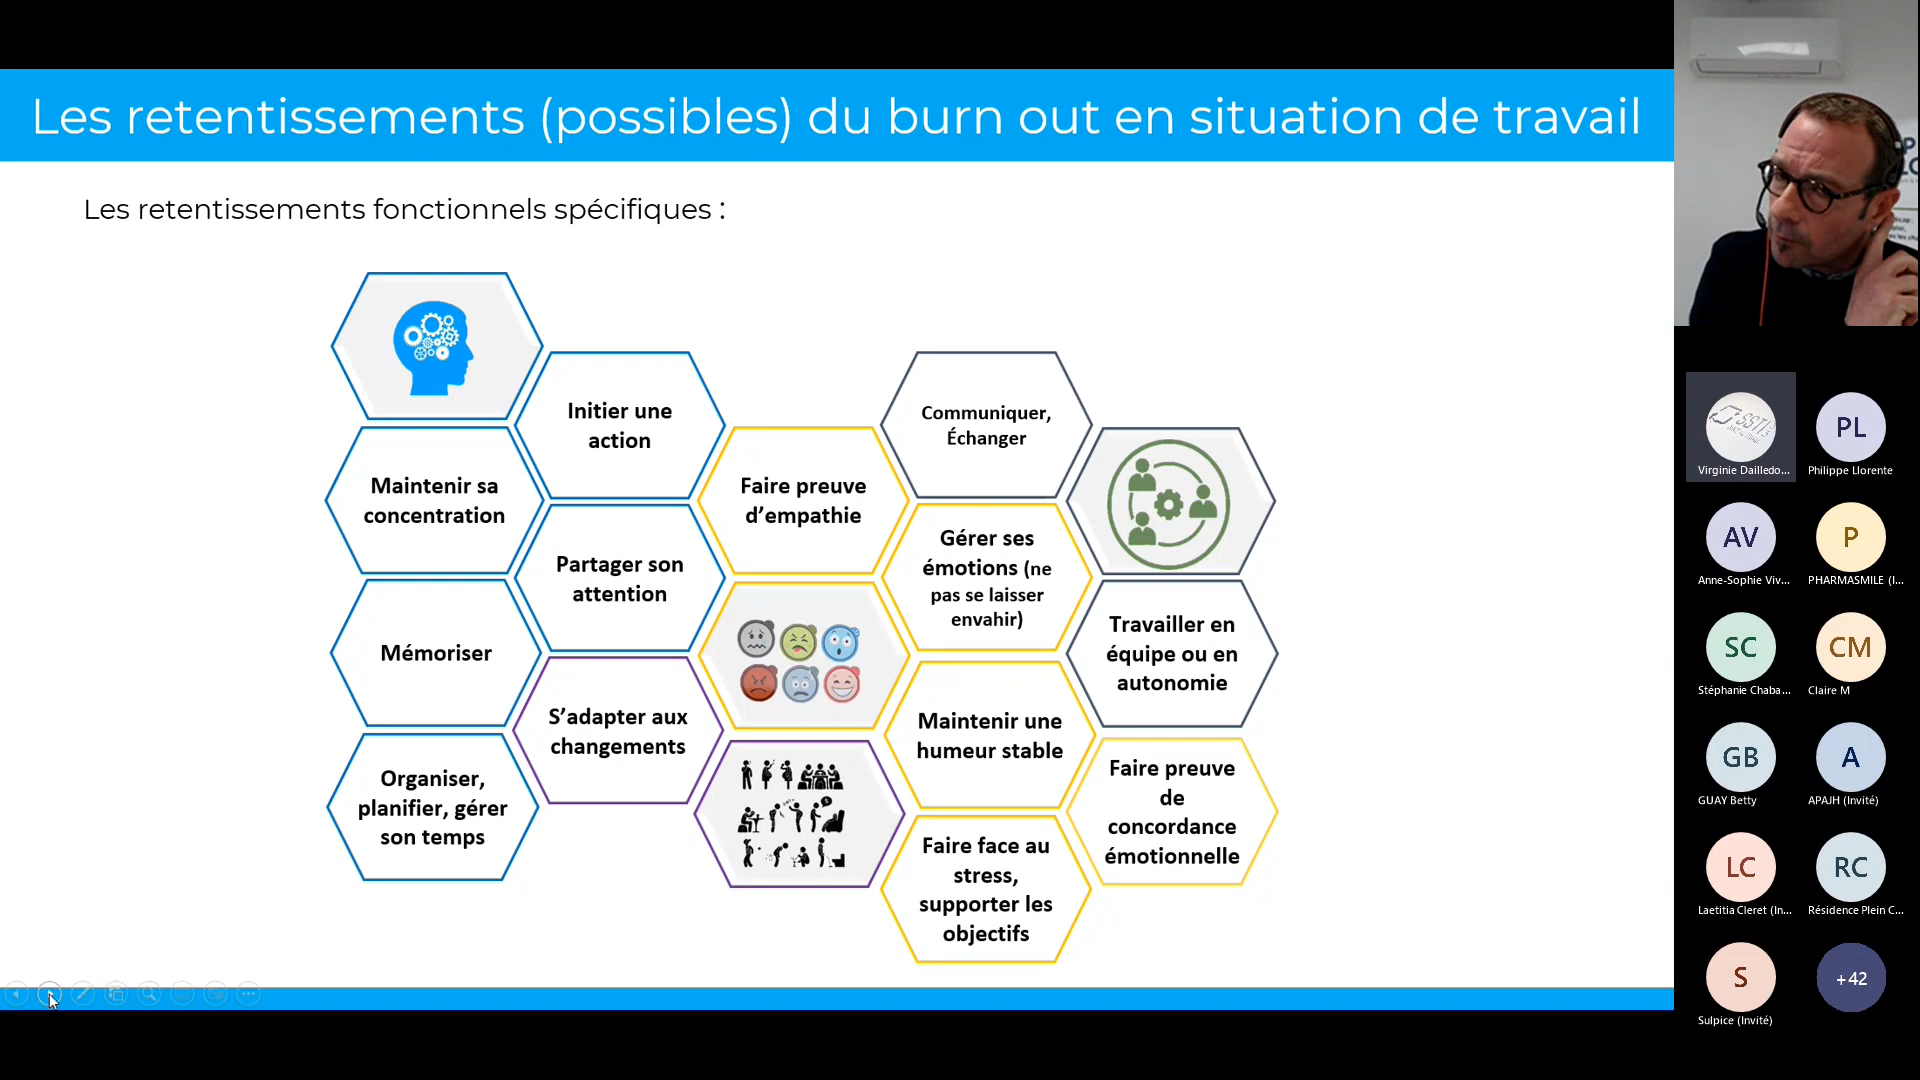 Les retentissements (possibles) du burn out en situation de travail
Les retentissements fonctionnels spécifiques :
Initier une
action
Communiquer,
Échanger
Maintenir sa
concentration
Faire preuve
d’empathie
Partager son
attention
Gérer ses
émotions (ne
pas se laisser
envahir)
Mémoriser
Travailler en
équipe ou en
autonomie
S’adapter aux
changements
Maintenir une
humeur stable
Organiser,
planifier, gérer
son temps
Faire preuve
de
concordance
émotionnelle
Faire face au
stress,
supporter les
objectifs
Virginie Dailledo...
PL
Philippe Llorente
AV
Anne-Sophie Viv...
P
PHARMASMILE (I...
SC
Stéphanie Chaba...
CM
Claire M
GB
GUAY Betty
A
APAJH (Invité)
LC
Laetitia Cleret (In...
RC
Résidence Plein C...
S
Sulpice (Invité)
+42